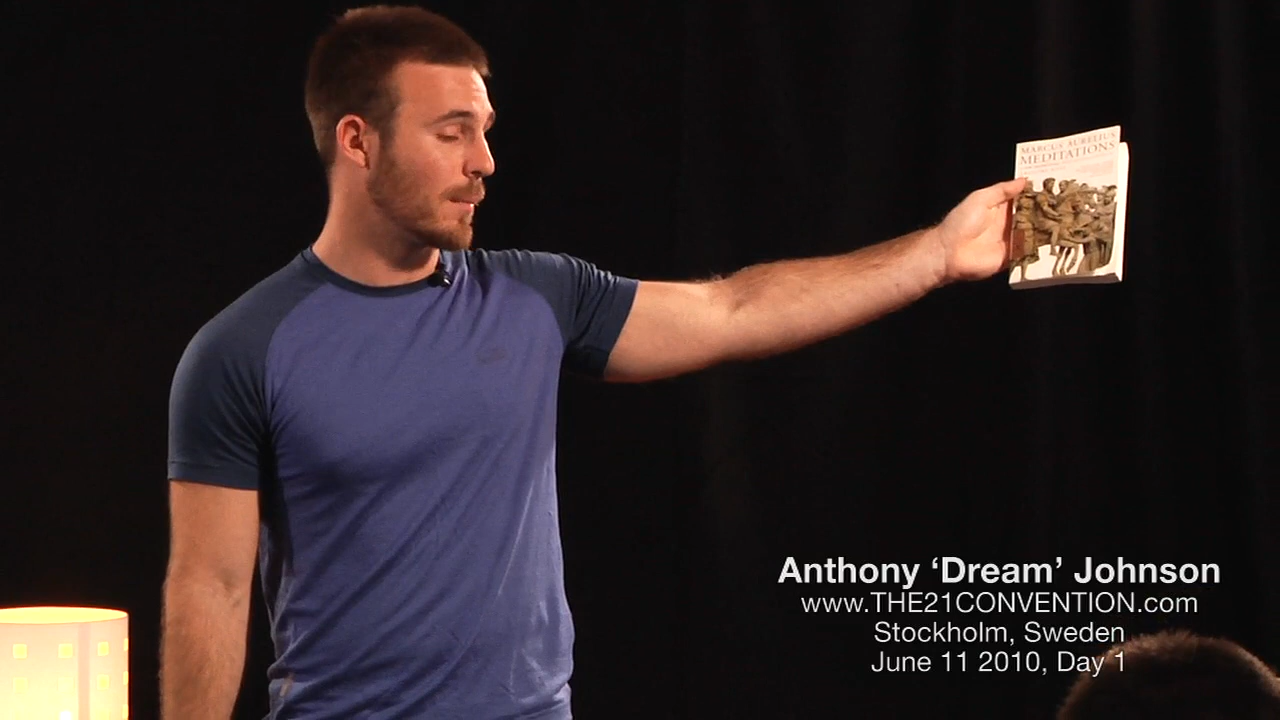 MARCUS AURELIUS
MEDITATIONS
Anthony ‘Dream’ Johnson
www.THE21CONVENTION.com
Stockholm, Sweden
June 11 2010, Day 1